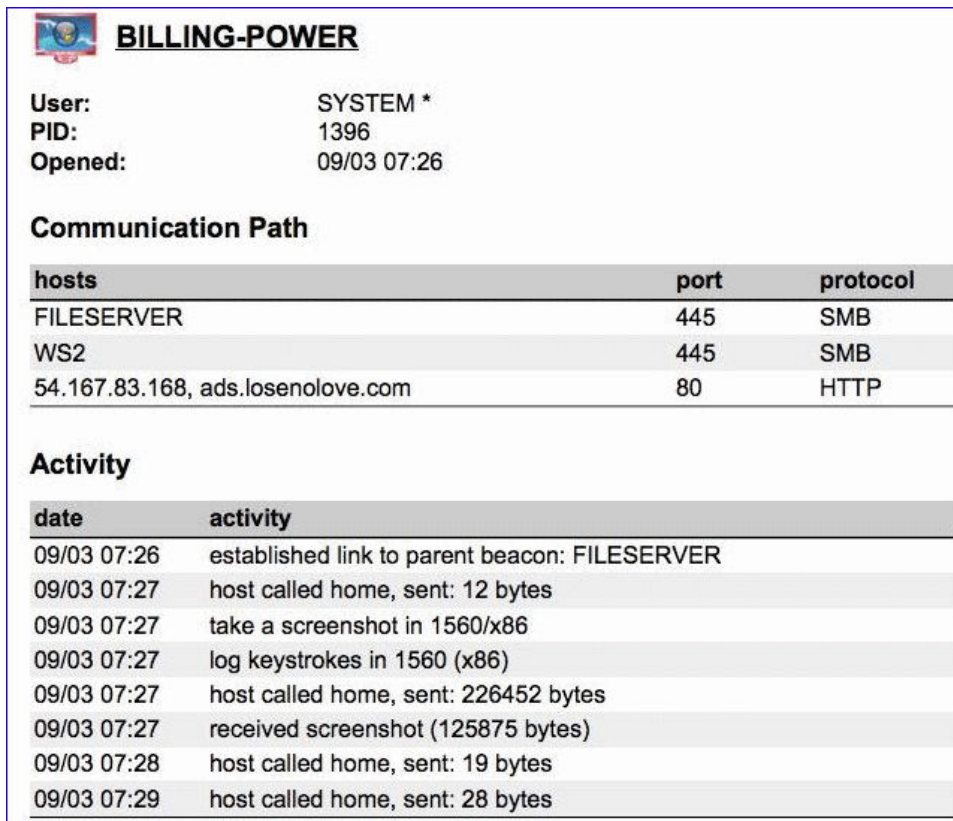 BILLING-POWER
User: SYSTEM *
PID: 1396
Opened: 09/03 07:26
Communication Path
hosts port protocol
FILESERVER 445 SMB
WS2 445 SMB
54.167.83.168, ads.losenolove.com 80 HTTP
Activity
date activity
09/03 07:26 established link to parent beacon: FILESERVER
09/03 07:27 host called home, sent: 12 bytes
09/03 07:27 take a screenshot in 1560/x86
09/03 07:27 log keystrokes in 1560 (x86)
09/03 07:27 host called home, sent: 226452 bytes
09/03 07:27 received screenshot (125875 bytes)
09/03 07:28 host called home, sent: 19 bytes
09/03 07:29 host called home, sent: 28 bytes